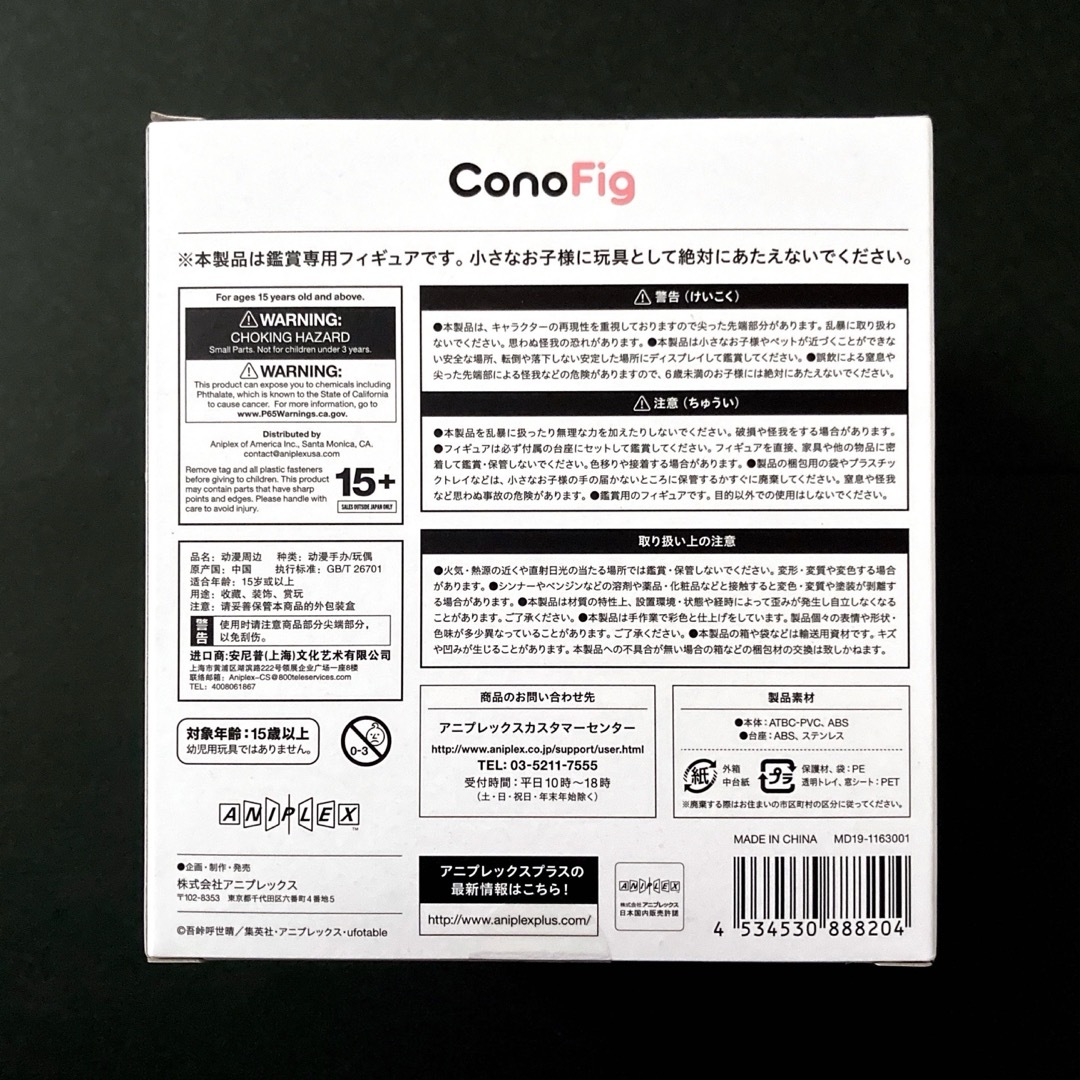 ConoFig
※本製品は鑑賞専用フィギュアです。小さなお子様に玩具として絶対にあたえないでください。
For ages 15 years old and above.
⚠WARNING:
CHOKING HAZARD
Small Parts. Not for children under 3 years.
⚠WARNING:
This product can expose you to chemicals including
Phthalate, which is known to the State of California
to cause cancer. For more information, go to
www.P65Warnings.ca.gov.
Distributed by
Aniplex of America Inc., Santa Monica, CA.
contact@aniplexusa.com
Remove tag and all plastic fasteners
before giving to children. This product
may contain parts that have sharp
points and edges. Please handle with
care to avoid injury.
15+
SALES OUTSIDE JAPAN ONLY
⚠警告（けいこく）
●本製品は、キャラクターの再現性を重視しておりますので尖った先端部分があります。乱暴に取り扱わ
ないでください。思わぬ怪我の恐れがあります。●本製品は小さなお子様やペットが近づくことができな
い安全な場所、転倒や落下しない安定した場所にディスプレイして鑑賞してください。●誤飲による窒息や
尖った先端部による怪我などの危険がありますので、6歳未満のお子様には絶対にあたえないでください。
⚠注意（ちゅうい）
●本製品を乱暴に扱ったり無理な力を加えたりしないでください。破損や怪我をする場合があります。
●フィギュアは必ず付属の台座にセットして鑑賞してください。フィギュアを直接、家具や他の物品に密
着して鑑賞・保管しないでください。色移りや接着する場合があります。●製品の梱包用の袋やプラスチッ
クトレイなどは、小さなお子様の手の届かないところに保管するかすぐに廃棄してください。窒息や怪我
など思わぬ事故の危険があります。●鑑賞用のフィギュアです。目的以外での使用はしないでください。
取り扱い上の注意
●火気・熱源の近くや直射日光の当たる場所では鑑賞・保管しないでください。変形・変質や変色する場合
があります。●シンナーやベンジンなどの溶剤や薬品・化粧品などと接触すると変色・変質や塗装が剥離す
る場合があります。●本製品は材質の特性上、設置環境・状態や経時によって歪みが発生し自立しなくなる
ことがあります。ご了承ください。●本製品は手作業で彩色と仕上げをしています。製品個々の表情や形状・
色味が多少異なっていることがあります。ご了承ください。●本製品の箱や袋などは輸送用資材です。キズ
や凹みが生じることがあります。本製品への不具合が無い場合の箱などの梱包材の交換は致しかねます。
品名：动漫周边 种类：动漫手办/玩偶
原产国：中国 执行标准：GB/T 26701
适合年龄：15岁或以上
用途：收藏、装饰、赏玩
注意：请妥善保管本商品的外包装盒
警告
使用时请注意商品部分尖端部分，
以免刮伤。
进口商:安尼普(上海)文化艺术有限公司
上海市黄浦区湖滨路222号领展企业广场一座8楼
联络邮箱：Aniplex-CS@800teleservices.com
TEL：4008061867
対象年齢：15歳以上
幼児用玩具ではありません。
0-3
商品のお問い合わせ先
アニプレックスカスタマーセンター
http://www.aniplex.co.jp/support/user.html
TEL: 03-5211-7555
受付時間：平日10時～18時
（土・日・祝日・年末年始除く）
製品素材
●本体：ATBC-PVC、ABS
●台座：ABS、ステンレス
紙
外箱
中台紙
プラ
保護材、袋：PE
透明トレイ、窓シート：PET
※廃棄する際はお住まいの市区町村の区分に従ってください。
ANIPLEX™
●企画・制作・発売
株式会社アニプレックス
〒102-8353 東京都千代田区六番町4番地5
©吾峠呼世晴／集英社・アニプレックス・ufotable
アニプレックスプラスの
最新情報はこちら！
http://www.aniplexplus.com/
ANIPLEX
株式会社アニプレックス
日本国内販売許諾
MADE IN CHINA MD19-1163001
4 534530 888204